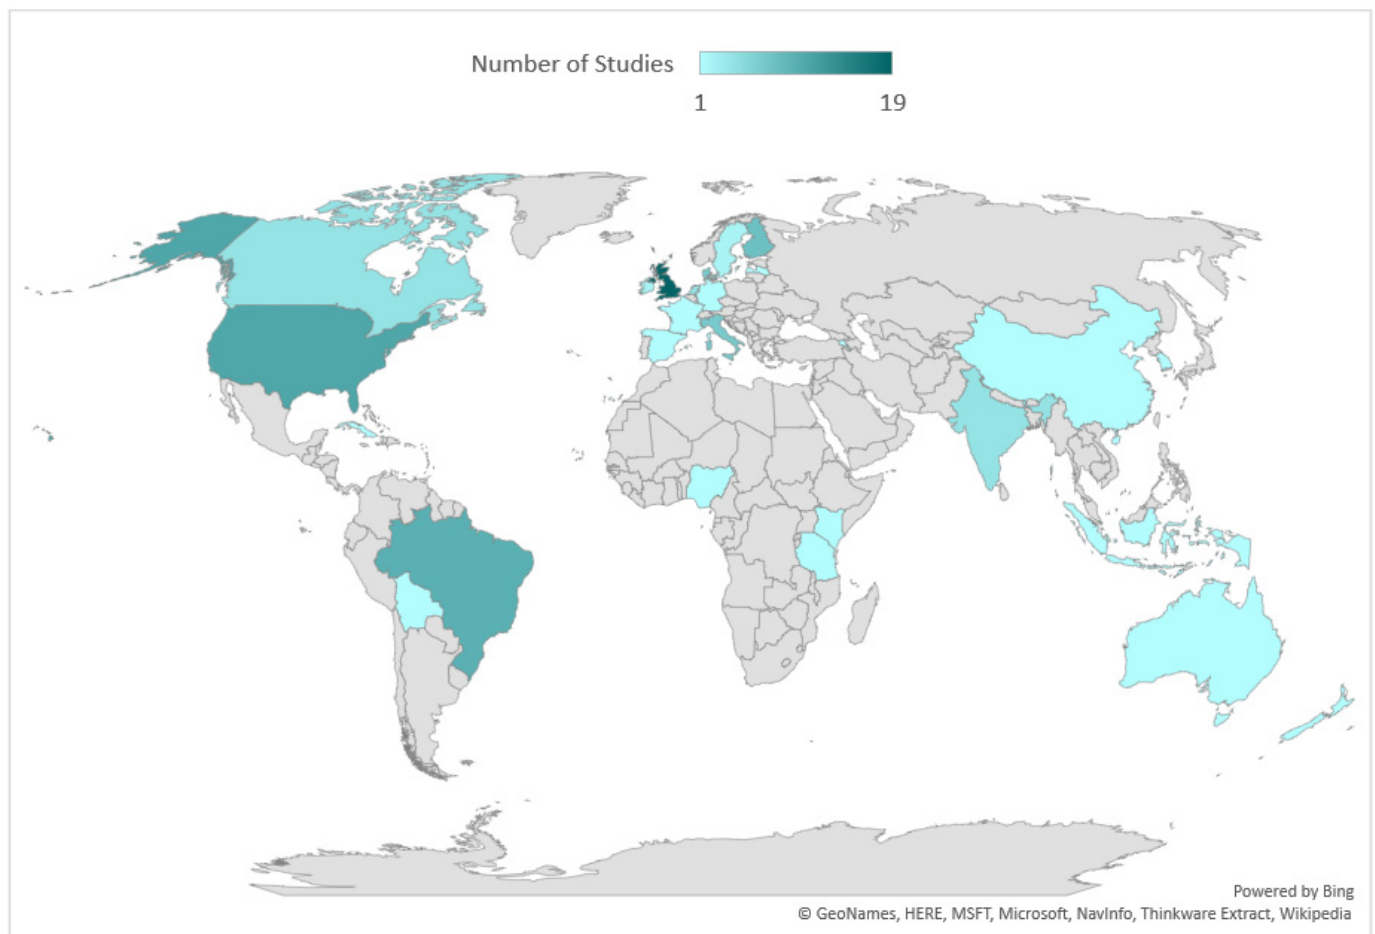 Number of Studies
1 19
Powered by Bing
© GeoNames, HERE, MSFT, Microsoft, NavInfo, Thinkware Extract, Wikipedia